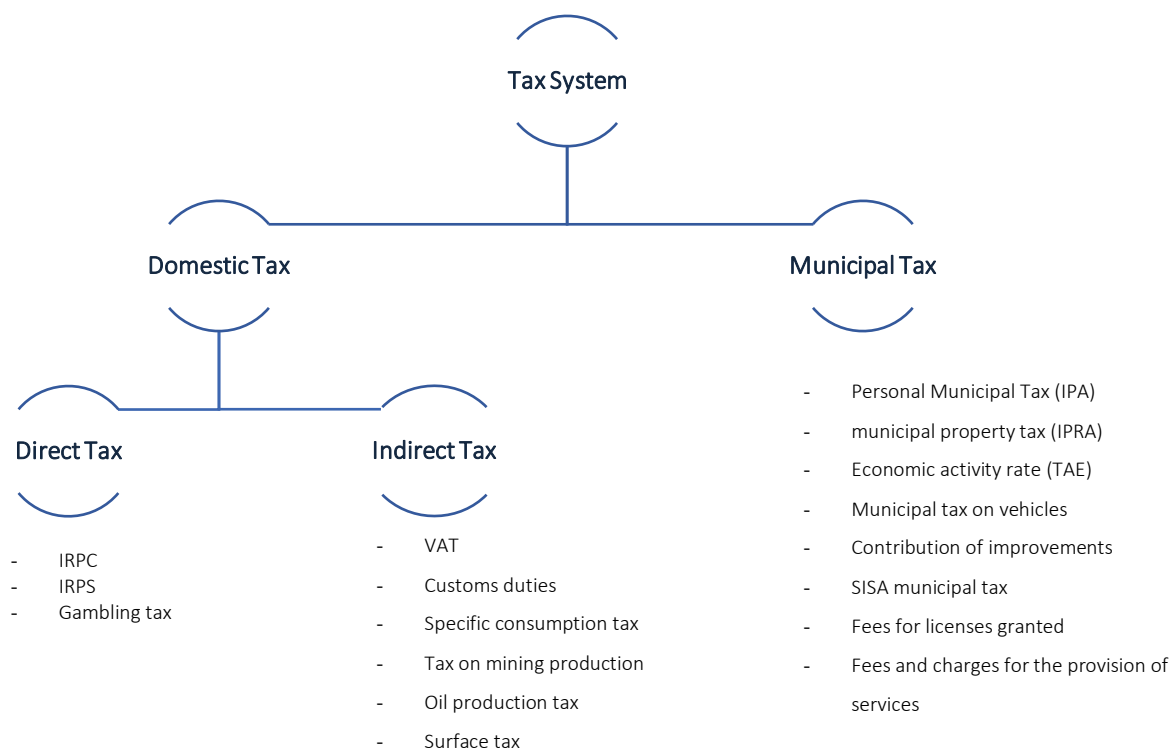 Tax System
Domestic Tax
Municipal Tax
Direct Tax
- IRPC
- IRPS
- Gambling tax
Indirect Tax
- VAT
- Customs duties
- Specific consumption tax
- Tax on mining production
- Oil production tax
- Surface tax
- Personal Municipal Tax (IPA)
- municipal property tax (IPRA)
- Economic activity rate (TAE)
- Municipal tax on vehicles
- Contribution of improvements
- SISA municipal tax
- Fees for licenses granted
- Fees and charges for the provision of
services